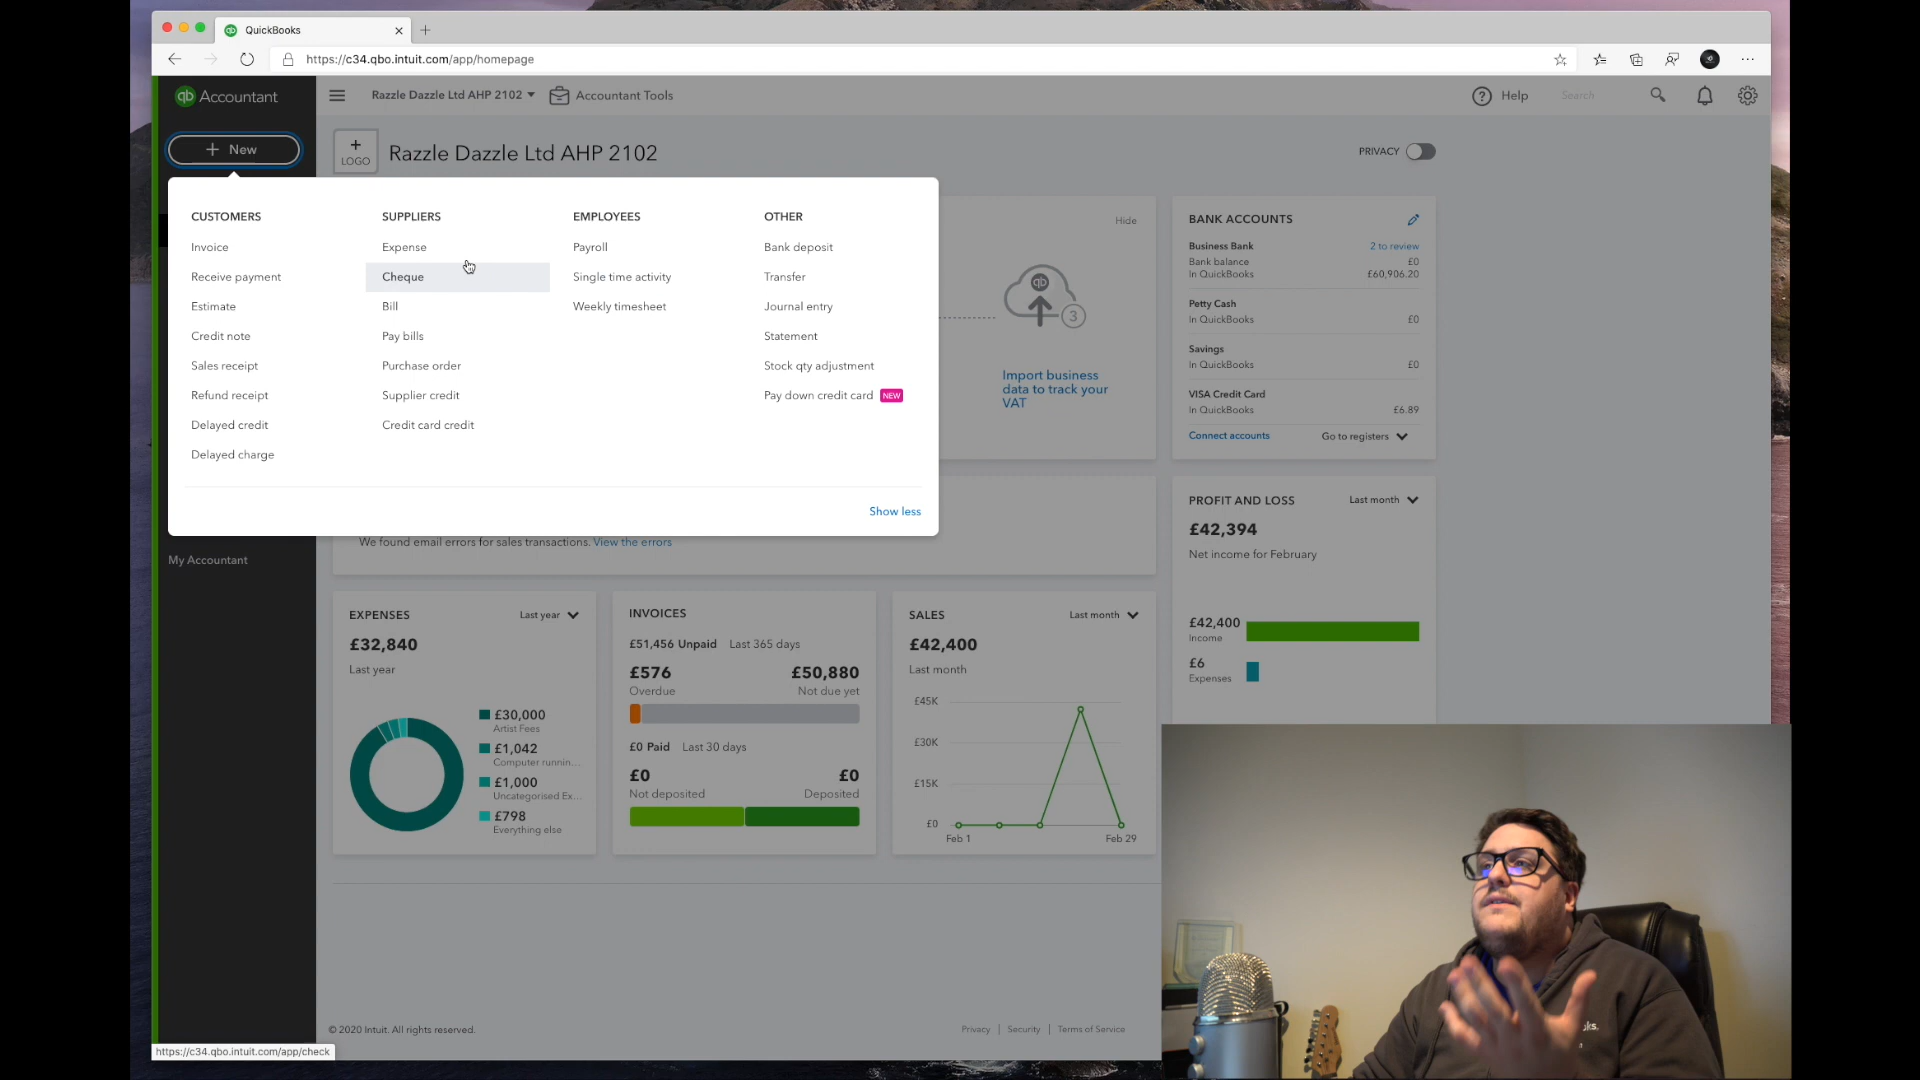 QuickBooks
https://c34.qbo.intuit.com/app/homepage
qb Accountant
Razzle Dazzle Ltd AHP 2102
Accountant Tools
Help
Search
+ New
+
LOGO
Razzle Dazzle Ltd AHP 2102
PRIVACY
CUSTOMERS
Invoice
Receive payment
Estimate
Credit note
Sales receipt
Refund receipt
Delayed credit
Delayed charge
SUPPLIERS
Expense
Cheque
Bill
Pay bills
Purchase order
Supplier credit
Credit card credit
EMPLOYEES
Payroll
Single time activity
Weekly timesheet
OTHER
Bank deposit
Transfer
Journal entry
Statement
Stock qty adjustment
Pay down credit card NEW
Show less
Hide
qb
3
Import business
data to track your
VAT
BANK ACCOUNTS
Business Bank 2 to review
Bank balance £0
In QuickBooks £60,906.20
Petty Cash
In QuickBooks £0
Savings
In QuickBooks £0
VISA Credit Card
In QuickBooks £6.89
Connect accounts Go to registers
We found email errors for sales transactions. View the errors
My Accountant
PROFIT AND LOSS Last month
£42,394
Net income for February
£42,400
Income
£6
Expenses
EXPENSES Last year
£32,840
Last year
£30,000
Artist Fees
£1,042
Computer runnin...
£1,000
Uncategorised Ex...
£798
Everything else
INVOICES
£51,456 Unpaid Last 365 days
£576 £50,880
Overdue Not due yet
£0 Paid Last 30 days
£0 £0
Not deposited Deposited
SALES Last month
£42,400
Last month
£45K
£30K
£15K
£0
Feb 1 Feb 29
© 2020 Intuit. All rights reserved.
Privacy | Security | Terms of Service
https://c34.qbo.intuit.com/app/check